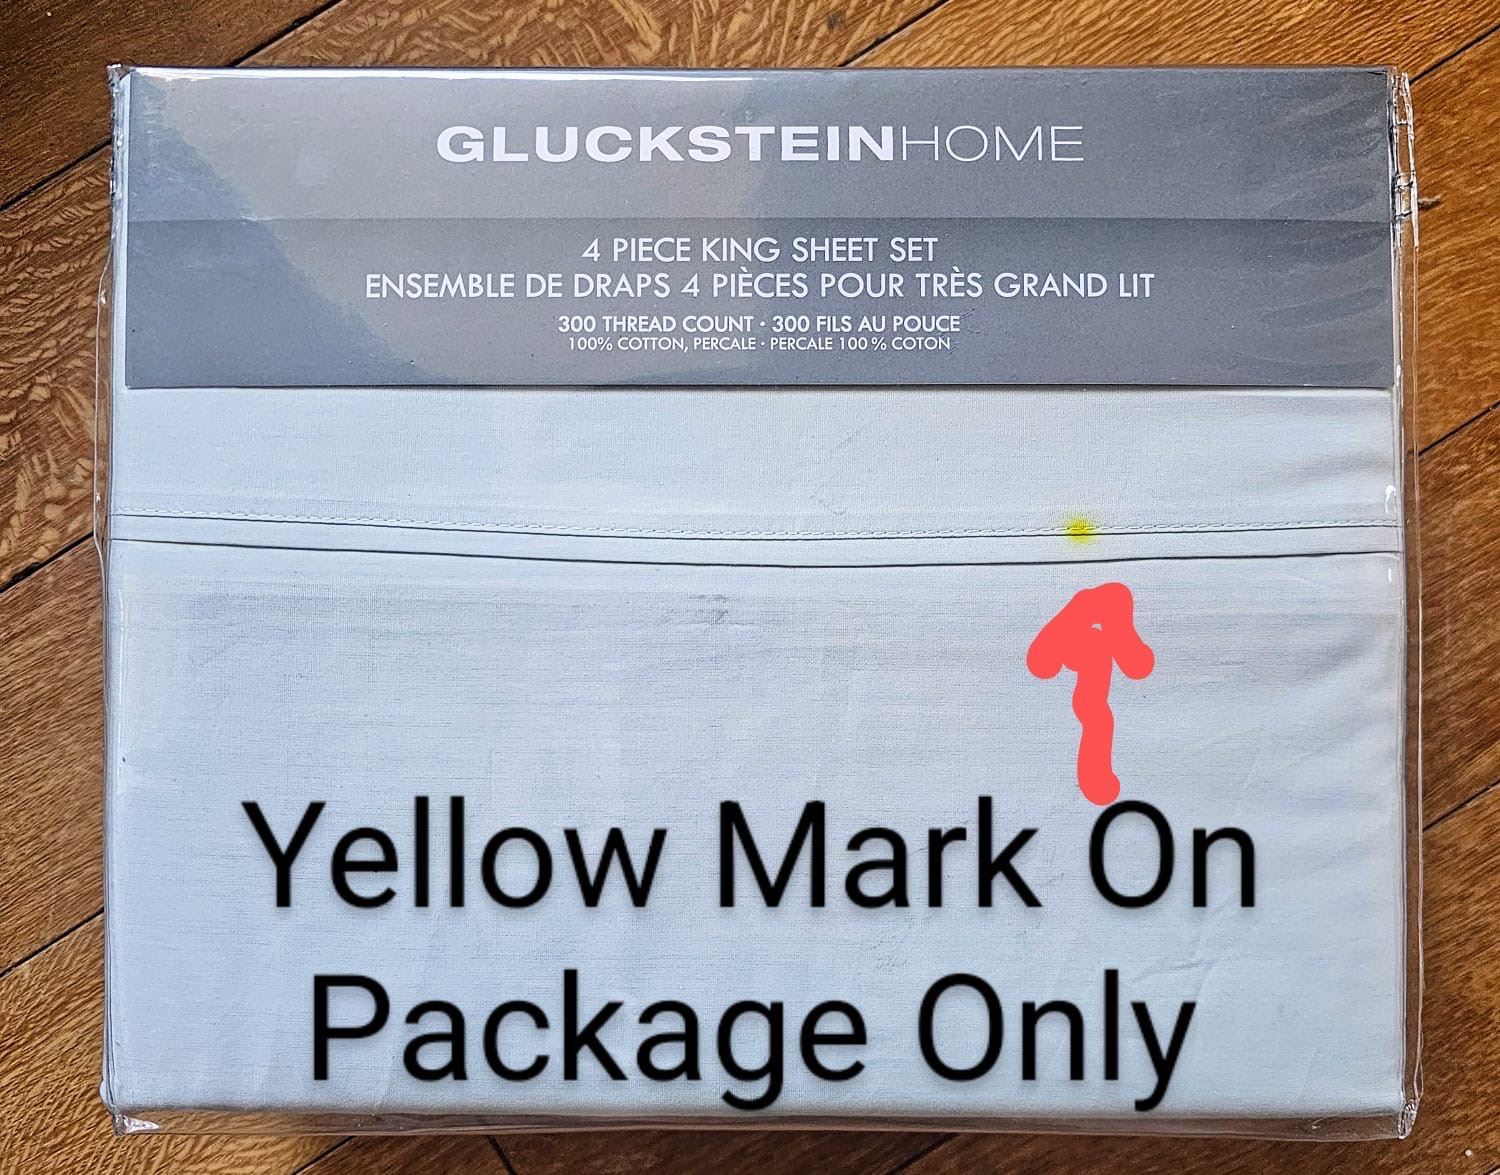 GLUCKSTEINHOME
4 PIECE KING SHEET SET
ENSEMBLE DE DRAPS 4 PIÈCES POUR TRÈS GRAND LIT
300 THREAD COUNT · 300 FILS AU POUCE
100% COTTON, PERCALE · PERCALE 100 % COTON
Yellow Mark On
Package Only